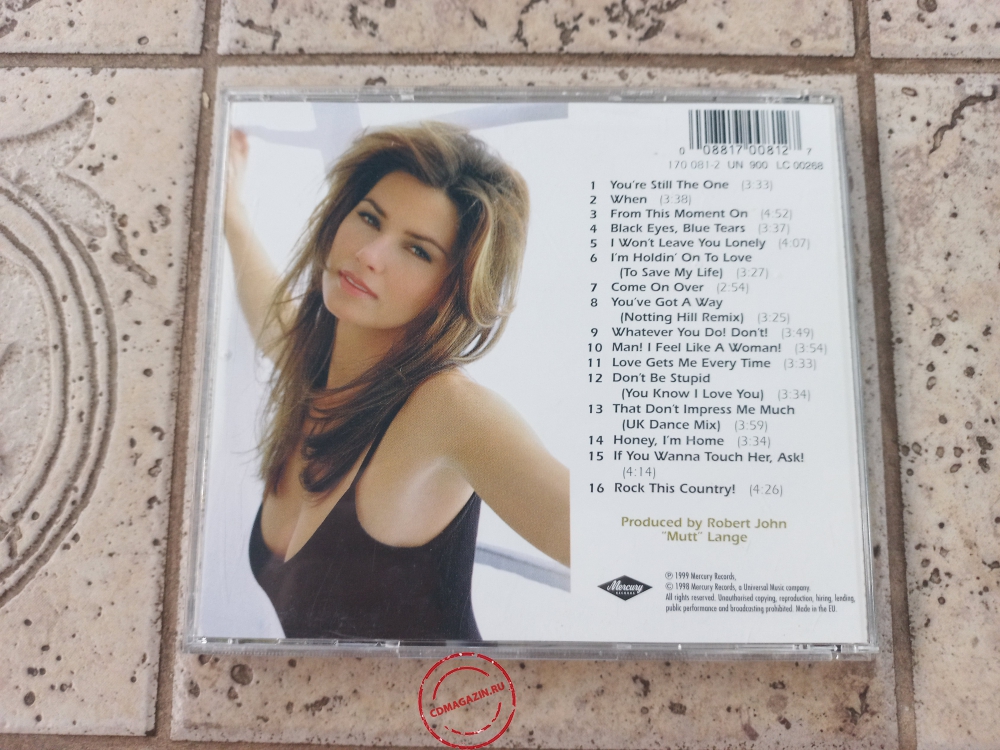 0 08817 00812 7
170 081-2 UN 900 LC 00268
1 You're Still The One (3:33)
2 When (3:38)
3 From This Moment On (4:52)
4 Black Eyes, Blue Tears (3:37)
5 I Won't Leave You Lonely (4:07)
6 I'm Holdin' On To Love
(To Save My Life) (3:27)
7 Come On Over (2:54)
8 You've Got A Way
(Notting Hill Remix) (3:25)
9 Whatever You Do! Don't! (3:49)
10 Man! I Feel Like A Woman! (3:54)
11 Love Gets Me Every Time (3:33)
12 Don't Be Stupid
(You Know I Love You) (3:34)
13 That Don't Impress Me Much
(UK Dance Mix) (3:59)
14 Honey, I'm Home (3:34)
15 If You Wanna Touch Her, Ask!
(4:14)
16 Rock This Country! (4:26)
Produced by Robert John
"Mutt" Lange
Mercury
RECORDS
℗ 1999 Mercury Records,
© 1998 Mercury Records, a Universal Music company
All rights reserved. Unauthorised copying, reproduction, hiring, lending,
public performance and broadcasting prohibited. Made in the EU.
CDMAGAZIN.RU